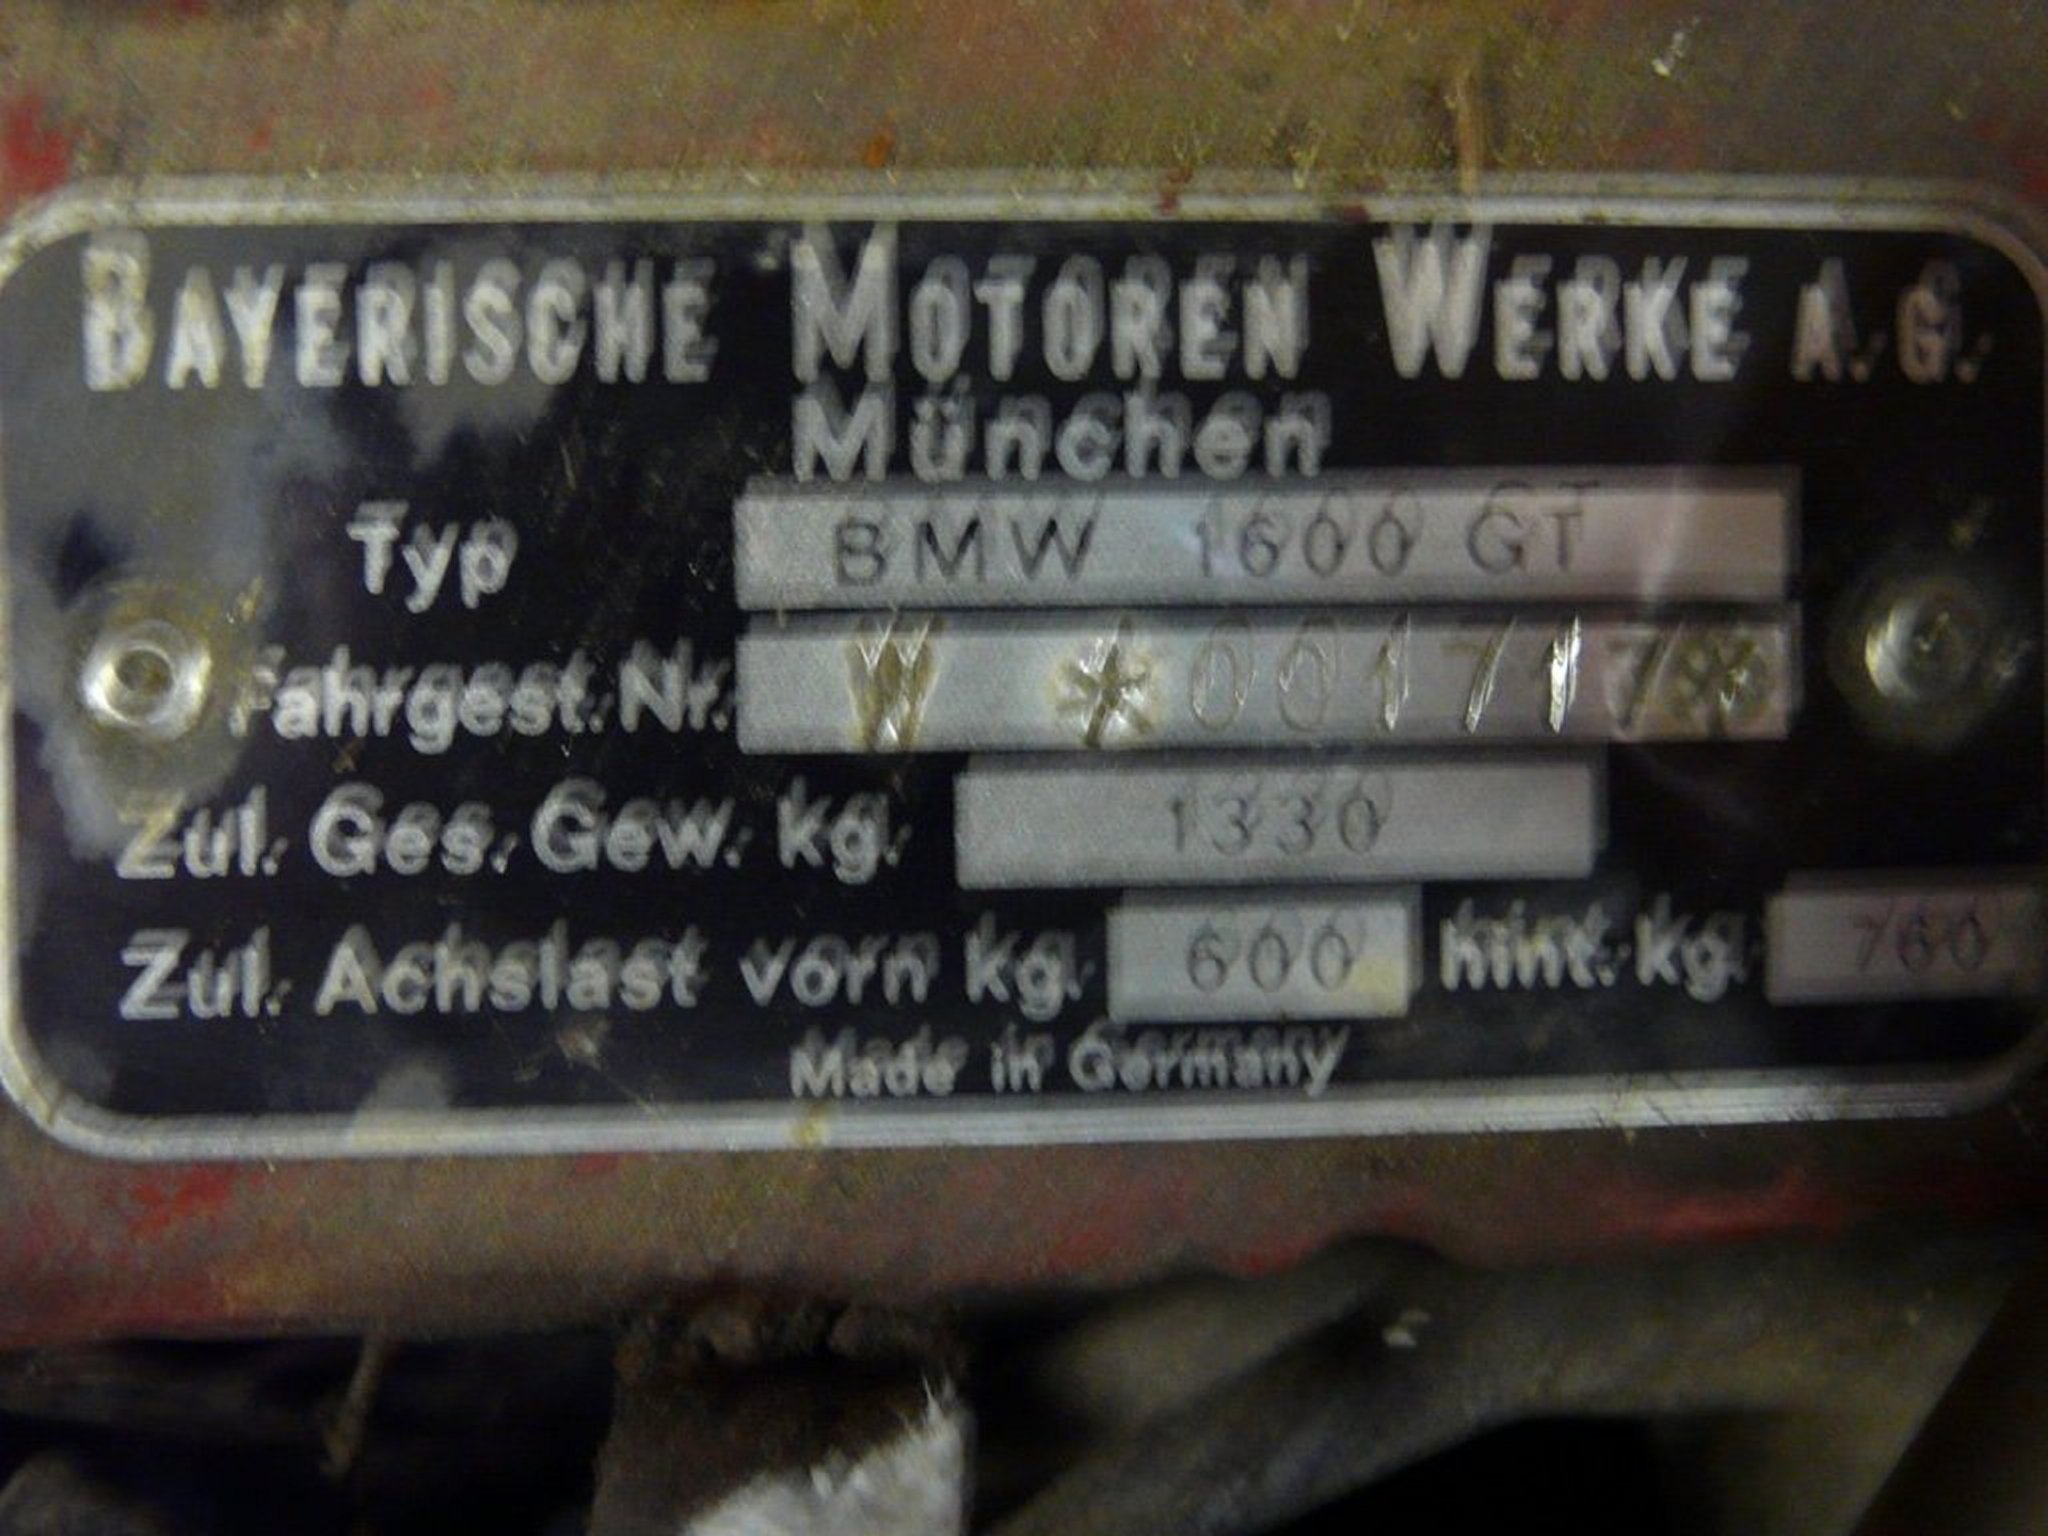 BAYERISCHE MOTOREN WERKE A.G.
München
Typ BMW 1600 GT
Fahrgest. Nr. W *001717*
Zul. Ges. Gew. kg. 1330
Zul. Achslast vorn kg. 600 hint. kg. 760
Made in Germany